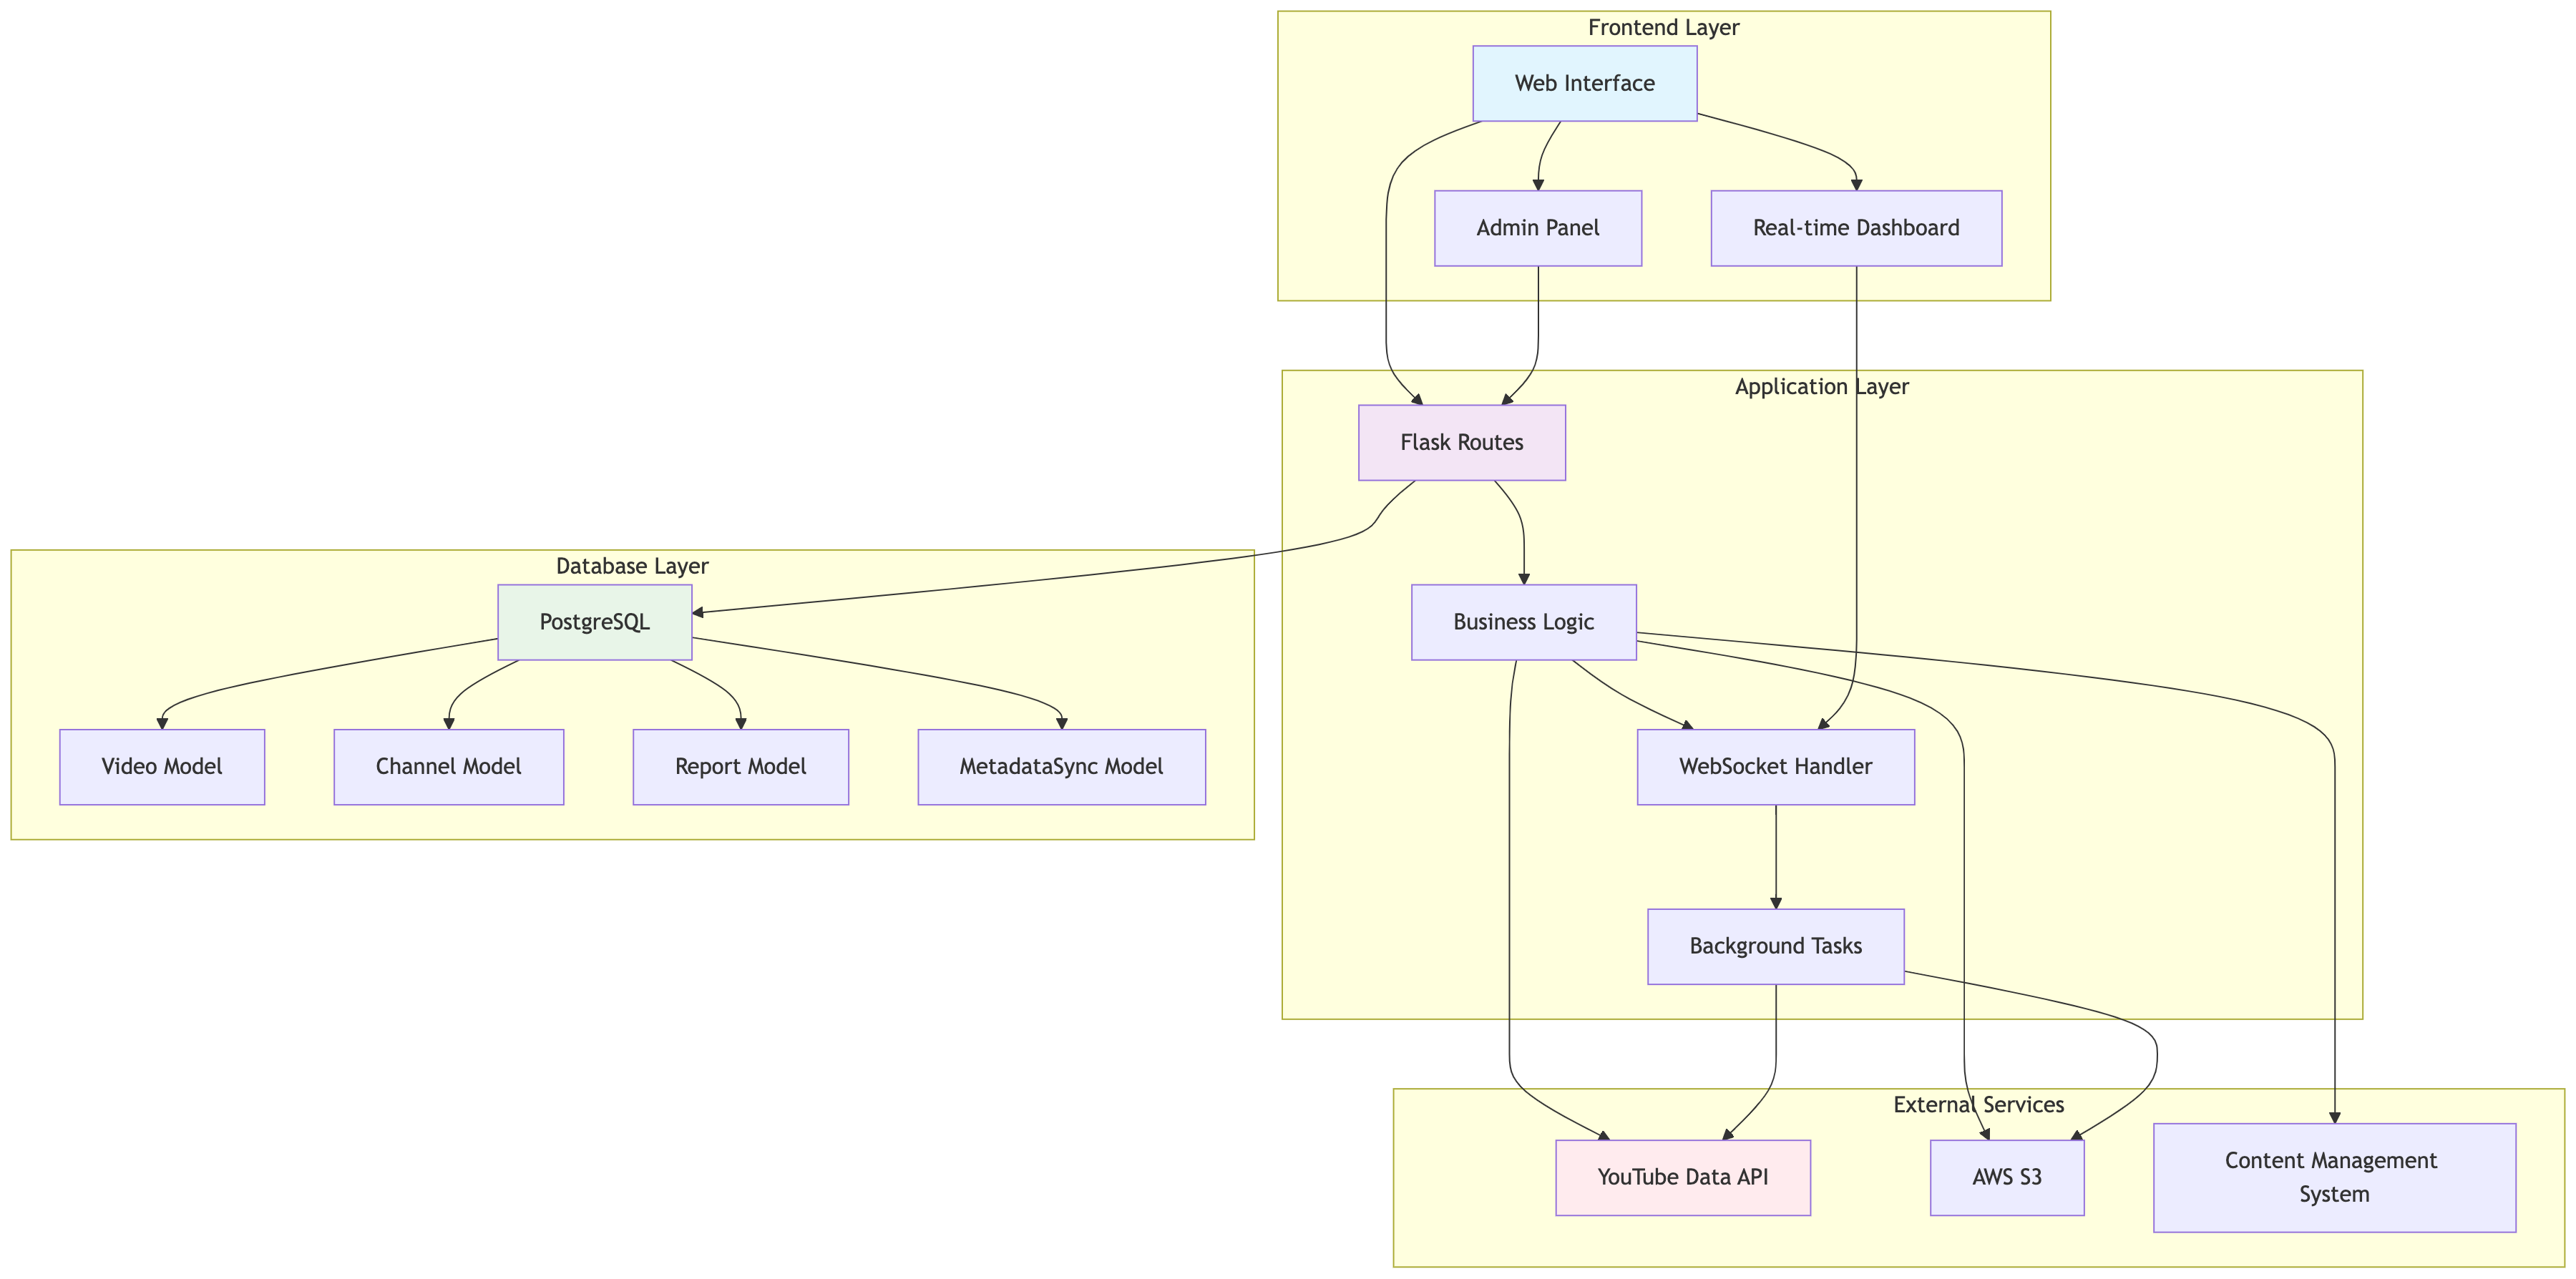 Frontend Layer
Web Interface
Admin Panel
Real-time Dashboard
Application Layer
Flask Routes
Database Layer
PostgreSQL
Business Logic
Video Model
Channel Model
Report Model
MetadataSync Model
WebSocket Handler
Background Tasks
External Services
YouTube Data API
AWS S3
Content Management
System